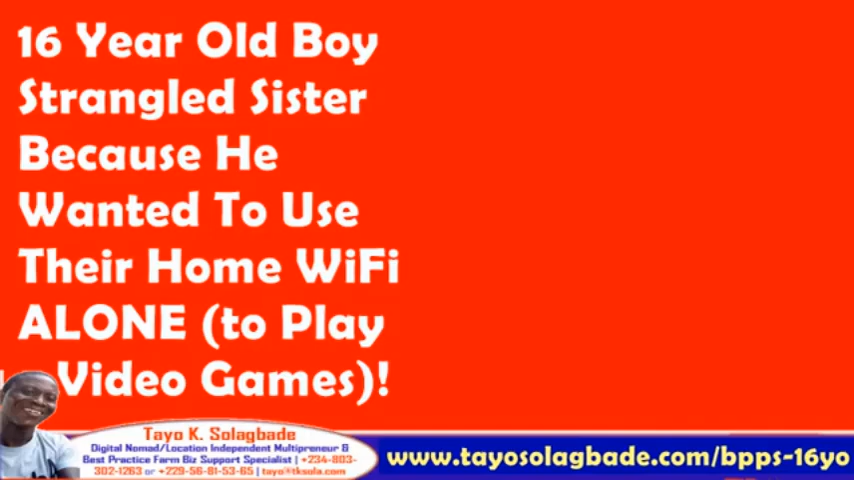 16 Year Old Boy
Strangled Sister
Because He
Wanted To Use
Their Home WiFi
ALONE (to Play
Video Games)!
Tayo K. Solagbade
Digital Nomad/Location Independent Multipreneur &
Best Practice Farm Biz Support Specialist | +234-803-
302-1263 or +229-56-81-53-65 | tayo@tksola.com
www.tayosolagbade.com/bpps-16yo